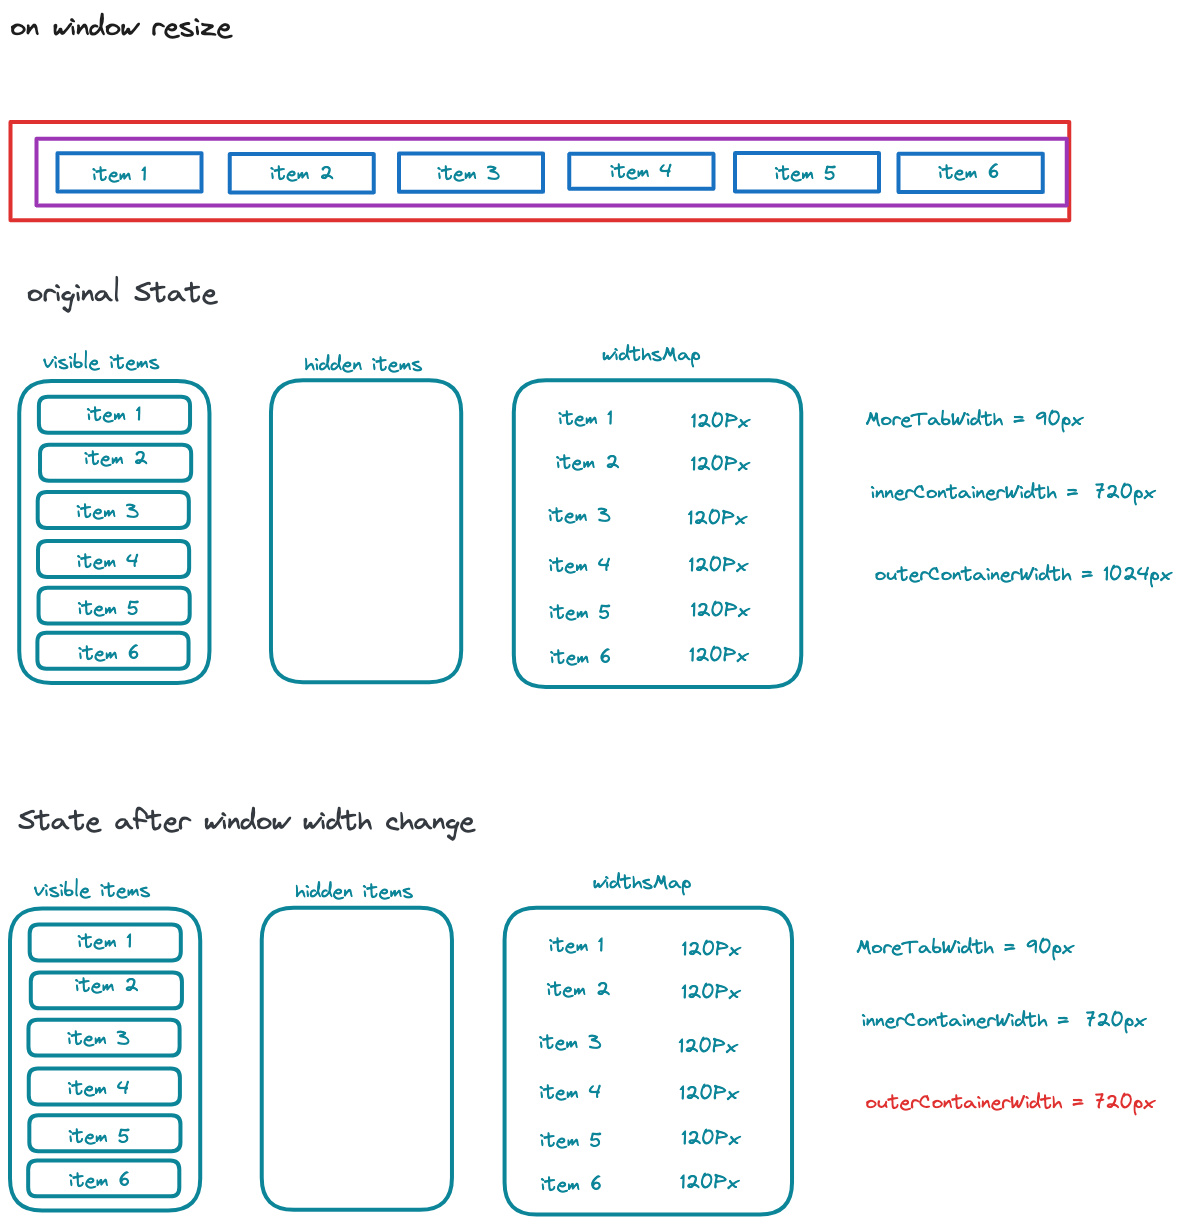 on window resize
item 1 item 2 item 3 item 4 item 5 item 6
original State
visible items hidden items widthsMap
item 1 item 1 120Px MoreTabWidth = 90px
item 2 item 2 120Px
innerContainerWidth = 720px
item 3 item 3 120Px
item 4 item 4 120Px outerContainerWidth = 1024px
item 5 item 5 120Px
item 6 item 6 120Px
State after window width change
visible items hidden items widthsMap
item 1 item 1 120Px MoreTabWidth = 90px
item 2 item 2 120Px
innerContainerWidth = 720px
item 3 item 3 120Px
item 4 item 4 120Px outerContainerWidth = 720px
item 5 item 5 120Px
item 6 item 6 120Px